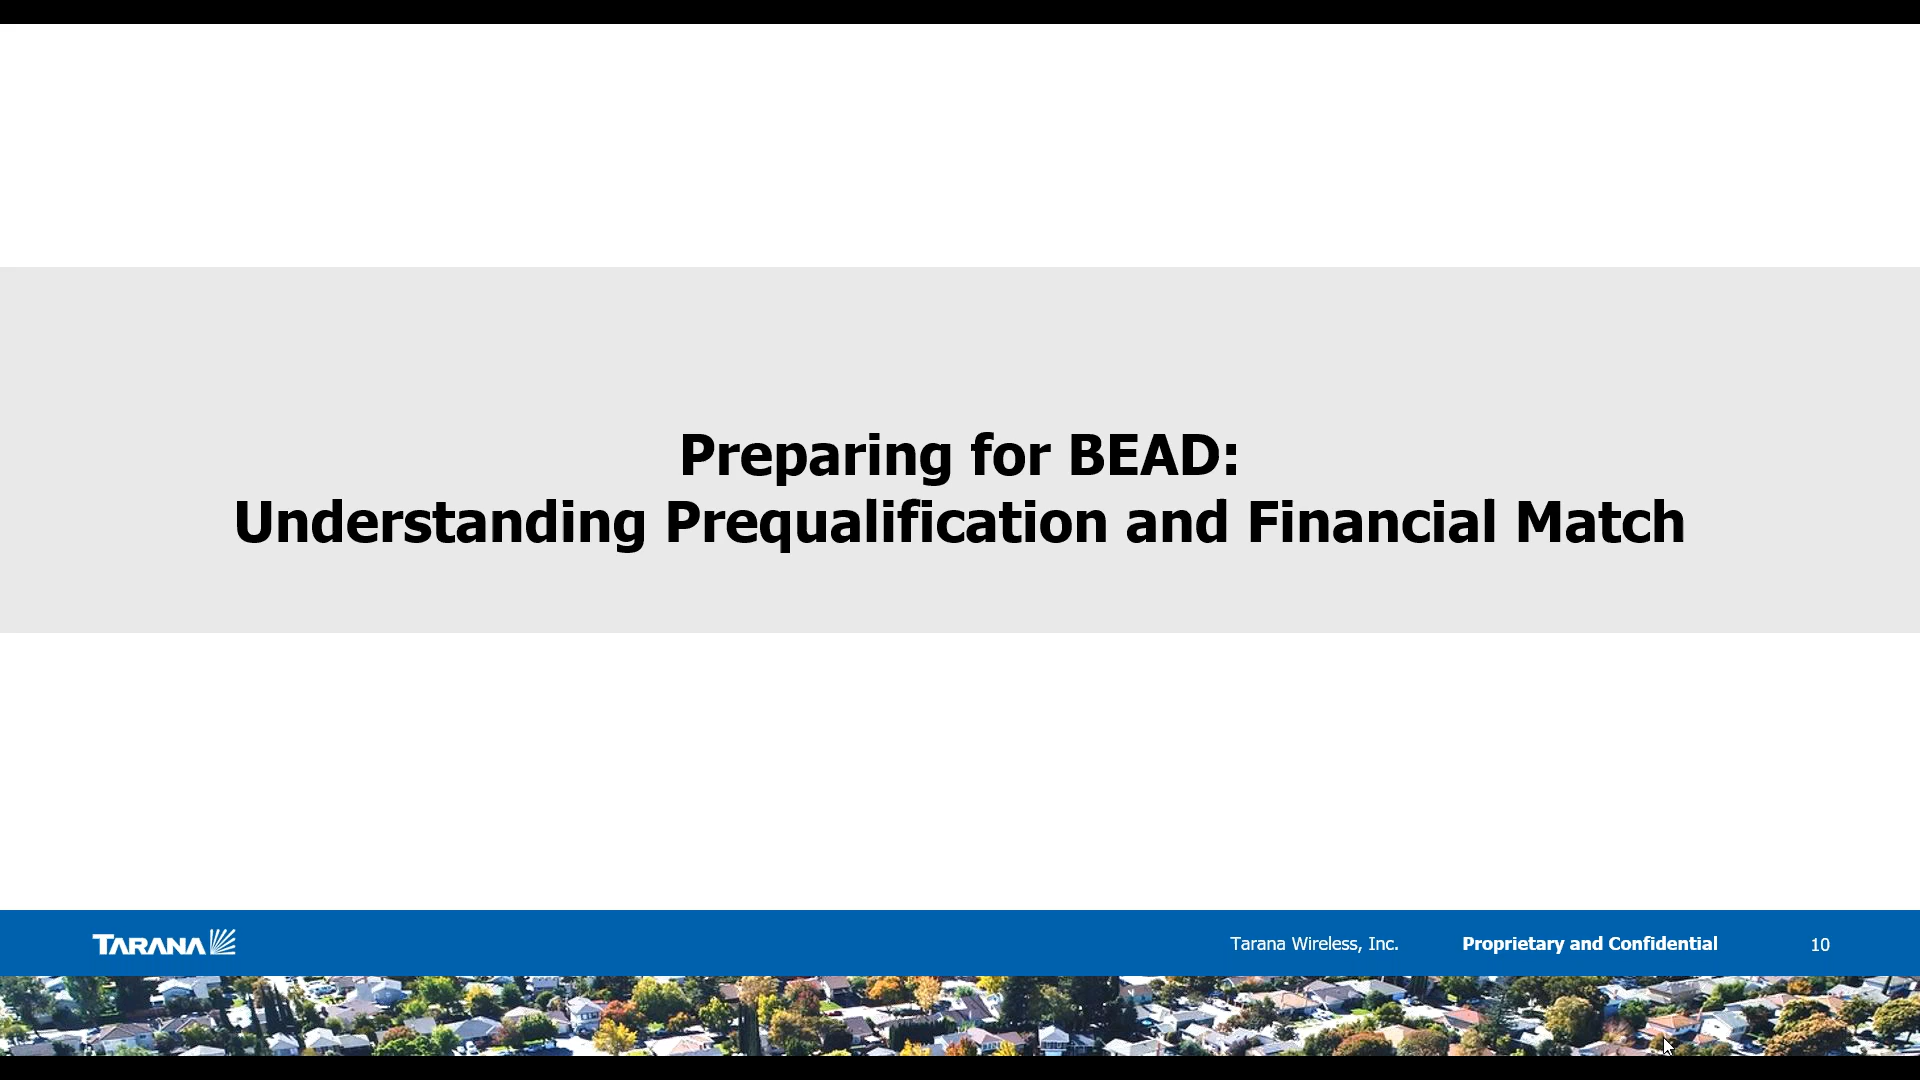 Preparing for BEAD:
Understanding Prequalification and Financial Match
TARANA
Tarana Wireless, Inc.
Proprietary and Confidential
10